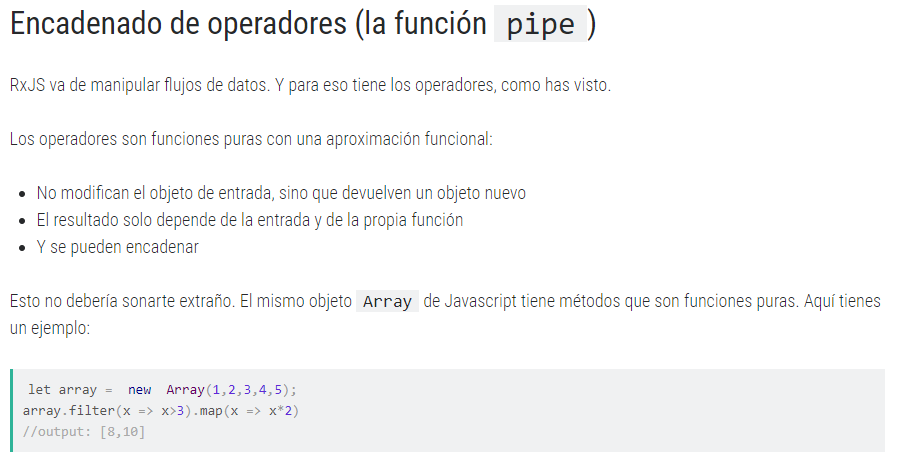 Encadenado de operadores (la función pipe )
RxJS va de manipular flujos de datos. Y para eso tiene los operadores, como has visto.
Los operadores son funciones puras con una aproximación funcional:
• No modifican el objeto de entrada, sino que devuelven un objeto nuevo
• El resultado solo depende de la entrada y de la propia función
• Y se pueden encadenar
Esto no debería sonarte extraño. El mismo objeto Array de Javascript tiene métodos que son funciones puras. Aquí tienes
un ejemplo:
let array = new Array(1,2,3,4,5);
array.filter(x => x>3).map(x => x*2)
//output: [8,10]